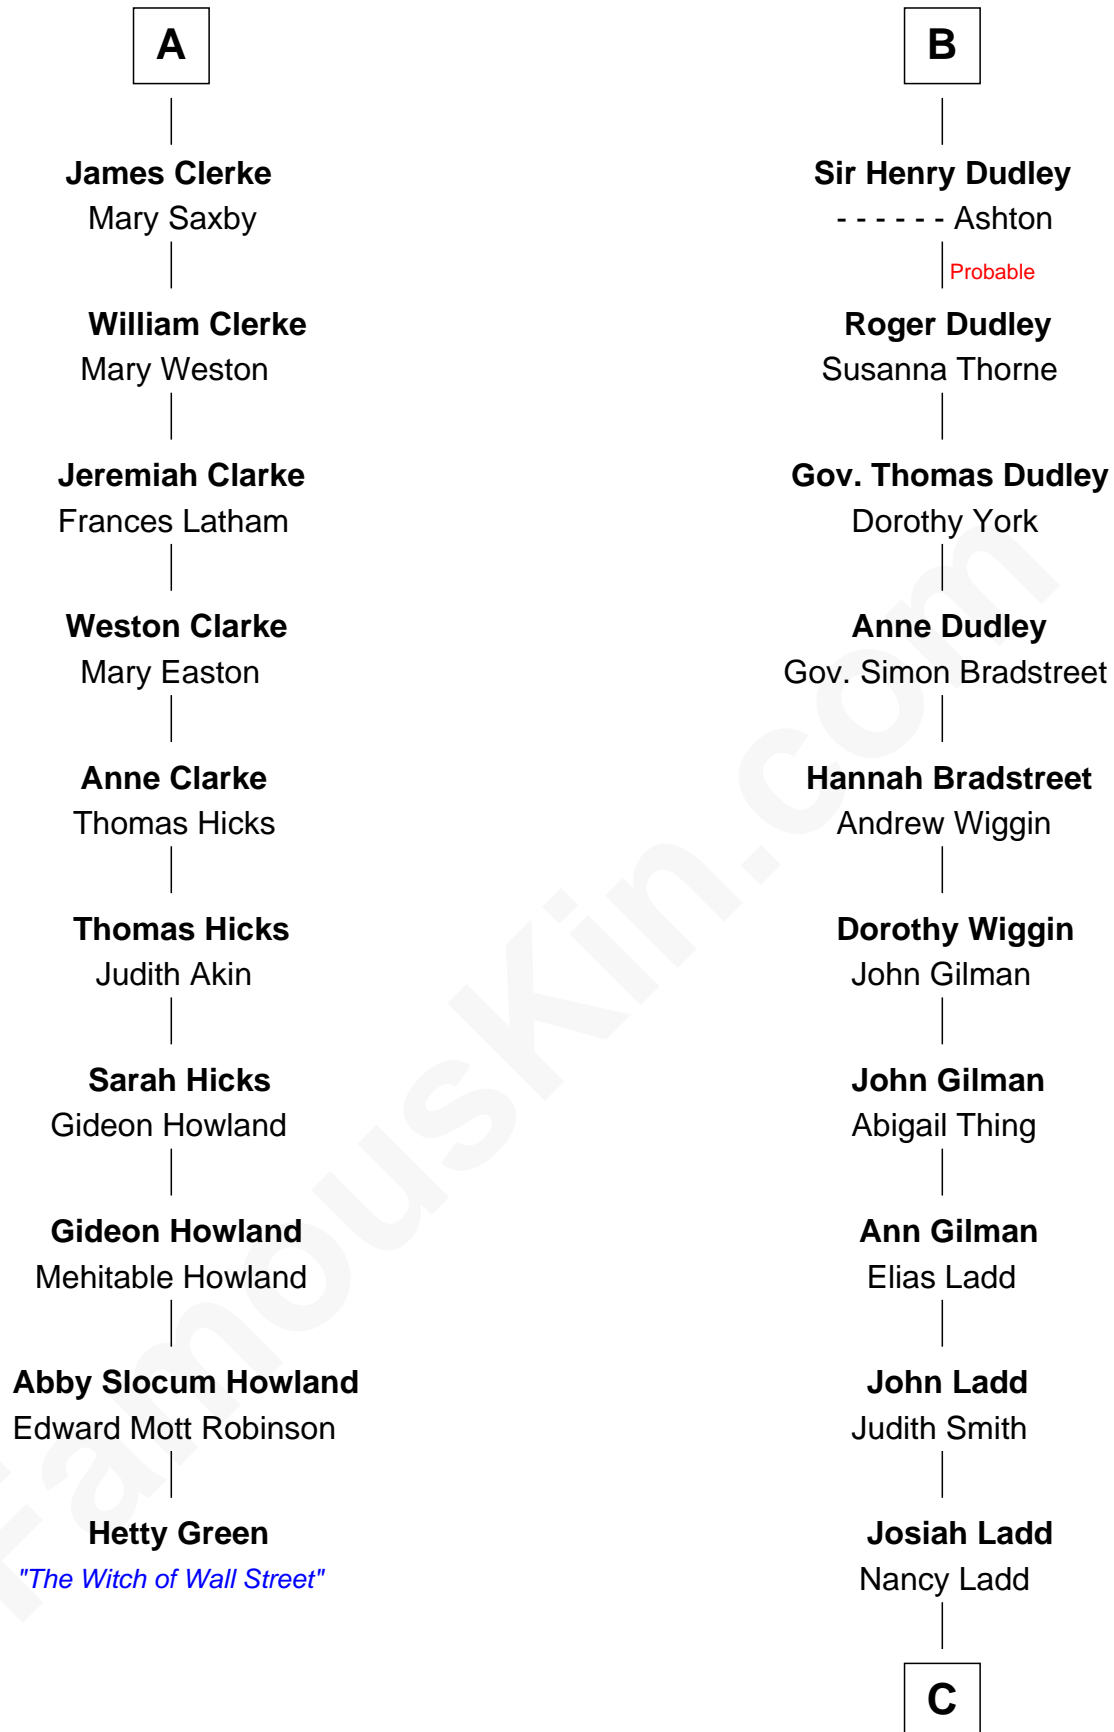 A
James Clerke
Mary Saxby
William Clerke
Mary Weston
Jeremiah Clarke
Frances Latham
Weston Clarke
Mary Easton
Anne Clarke
Thomas Hicks
Thomas Hicks
Judith Akin
Sarah Hicks
Gideon Howland
Gideon Howland
Mehitable Howland
Abby Slocum Howland
Edward Mott Robinson
Hetty Green
"The Witch of Wall Street"
B
Sir Henry Dudley
- - - - - - Ashton
Probable
Roger Dudley
Susanna Thorne
Gov. Thomas Dudley
Dorothy York
Anne Dudley
Gov. Simon Bradstreet
Hannah Bradstreet
Andrew Wiggin
Dorothy Wiggin
John Gilman
John Gilman
Abigail Thing
Ann Gilman
Elias Ladd
John Ladd
Judith Smith
Josiah Ladd
Nancy Ladd
C
FamousKin.com